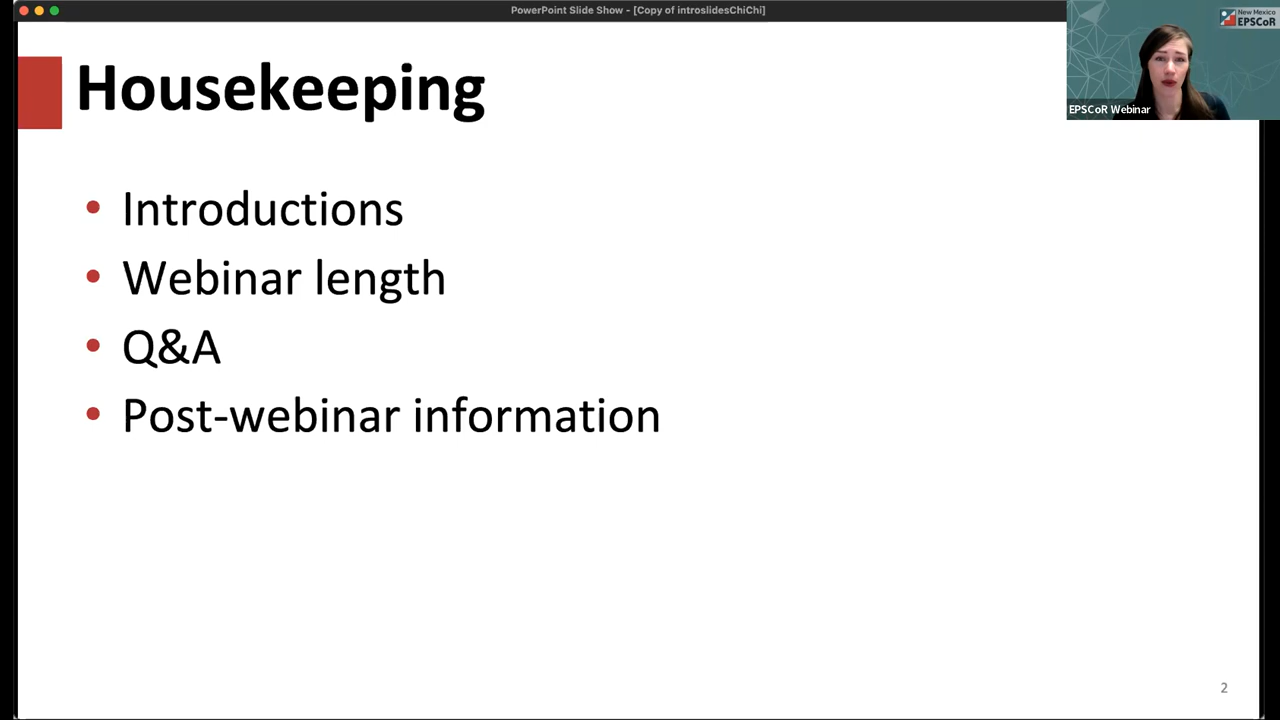 PowerPoint Slide Show - [Copy of introslidesChiChi]
New Mexico
EPSCoR
EPSCoR Webinar
Housekeeping
• Introductions
• Webinar length
• Q&A
• Post-webinar information
2